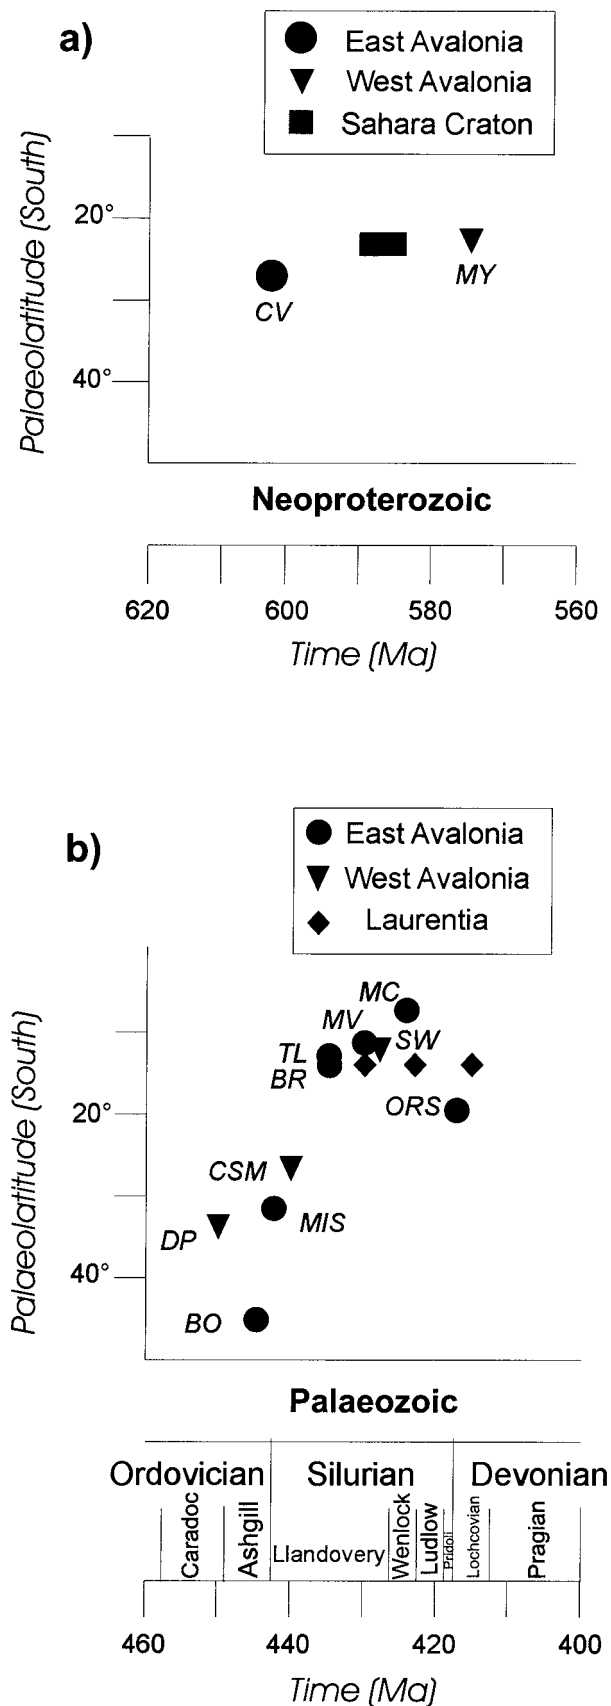 a)
East Avalonia
West Avalonia
Sahara Craton
Palaeolatitude (South)
20°
40°
CV
MY
Neoproterozoic
620 600 580 560
Time (Ma)
b)
East Avalonia
West Avalonia
Laurentia
Palaeolatitude (South)
20°
40°
MC
MV
SW
TL
BR
ORS
CSM
MIS
DP
BO
Palaeozoic
Ordovician Silurian Devonian
Caradoc Ashgill Llandovery Wenlock Ludlow Pridoli Lochcovian Pragian
460 440 420 400
Time (Ma)